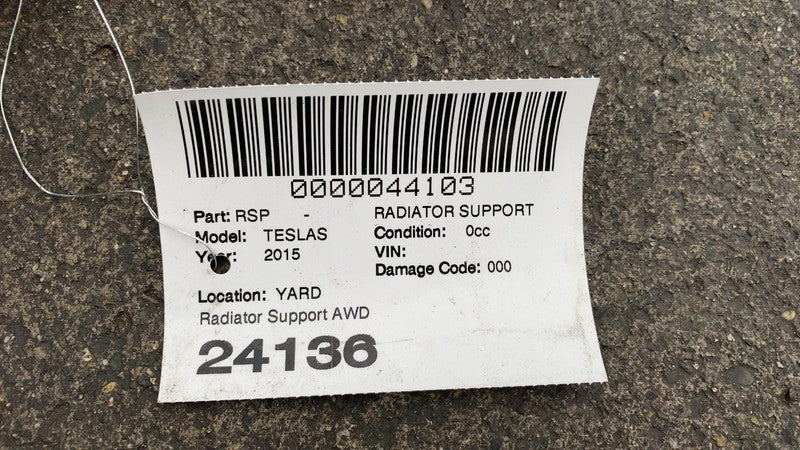 0000044103
Part: RSP - RADIATOR SUPPORT
Model: TESLAS Condition: 0cc
Year: 2015 VIN:
Damage Code: 000
Location: YARD
Radiator Support AWD
24136